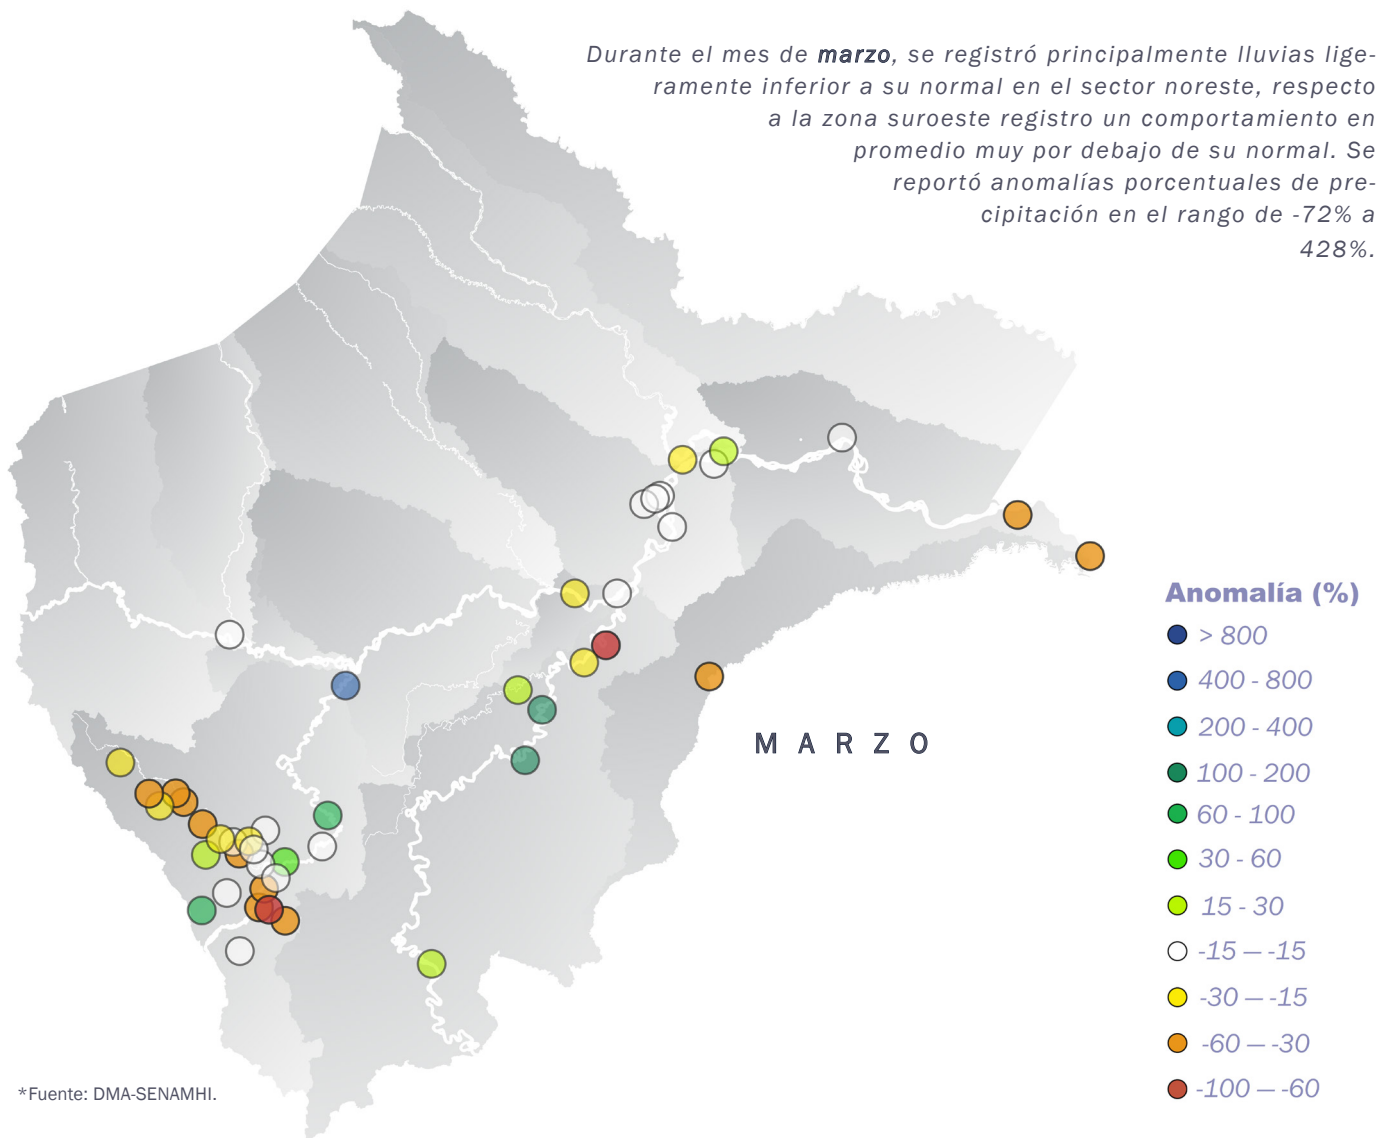 Durante el mes de marzo, se registró principalmente lluvias lige-
ramente inferior a su normal en el sector noreste, respecto
a la zona suroeste registro un comportamiento en
promedio muy por debajo de su normal. Se
reportó anomalías porcentuales de pre-
cipitación en el rango de -72% a
428%.
Anomalía (%)
> 800
400 - 800
200 - 400
100 - 200
60 - 100
30 - 60
15 - 30
-15 — -15
-30 — -15
-60 — -30
-100 — -60
MARZO
*Fuente: DMA-SENAMHI.